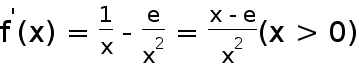 f'(x) = 1/x - e/x² = (x - e)/x² (x > 0)